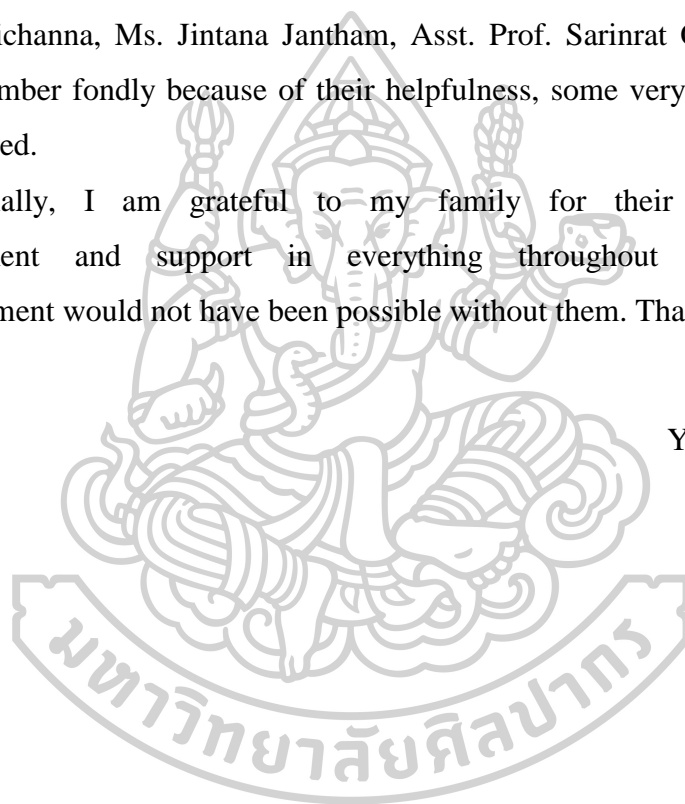 ichanna, Ms. Jintana Jantham, Asst. Prof. Sarinrat
mber fondly because of their helpfulness, some very
ed.
ally, I am grateful to my family for their
ent and support in everything throughout
ment would not have been possible without them. Tha
Y
มหาวิทยาลัยศิลปากร